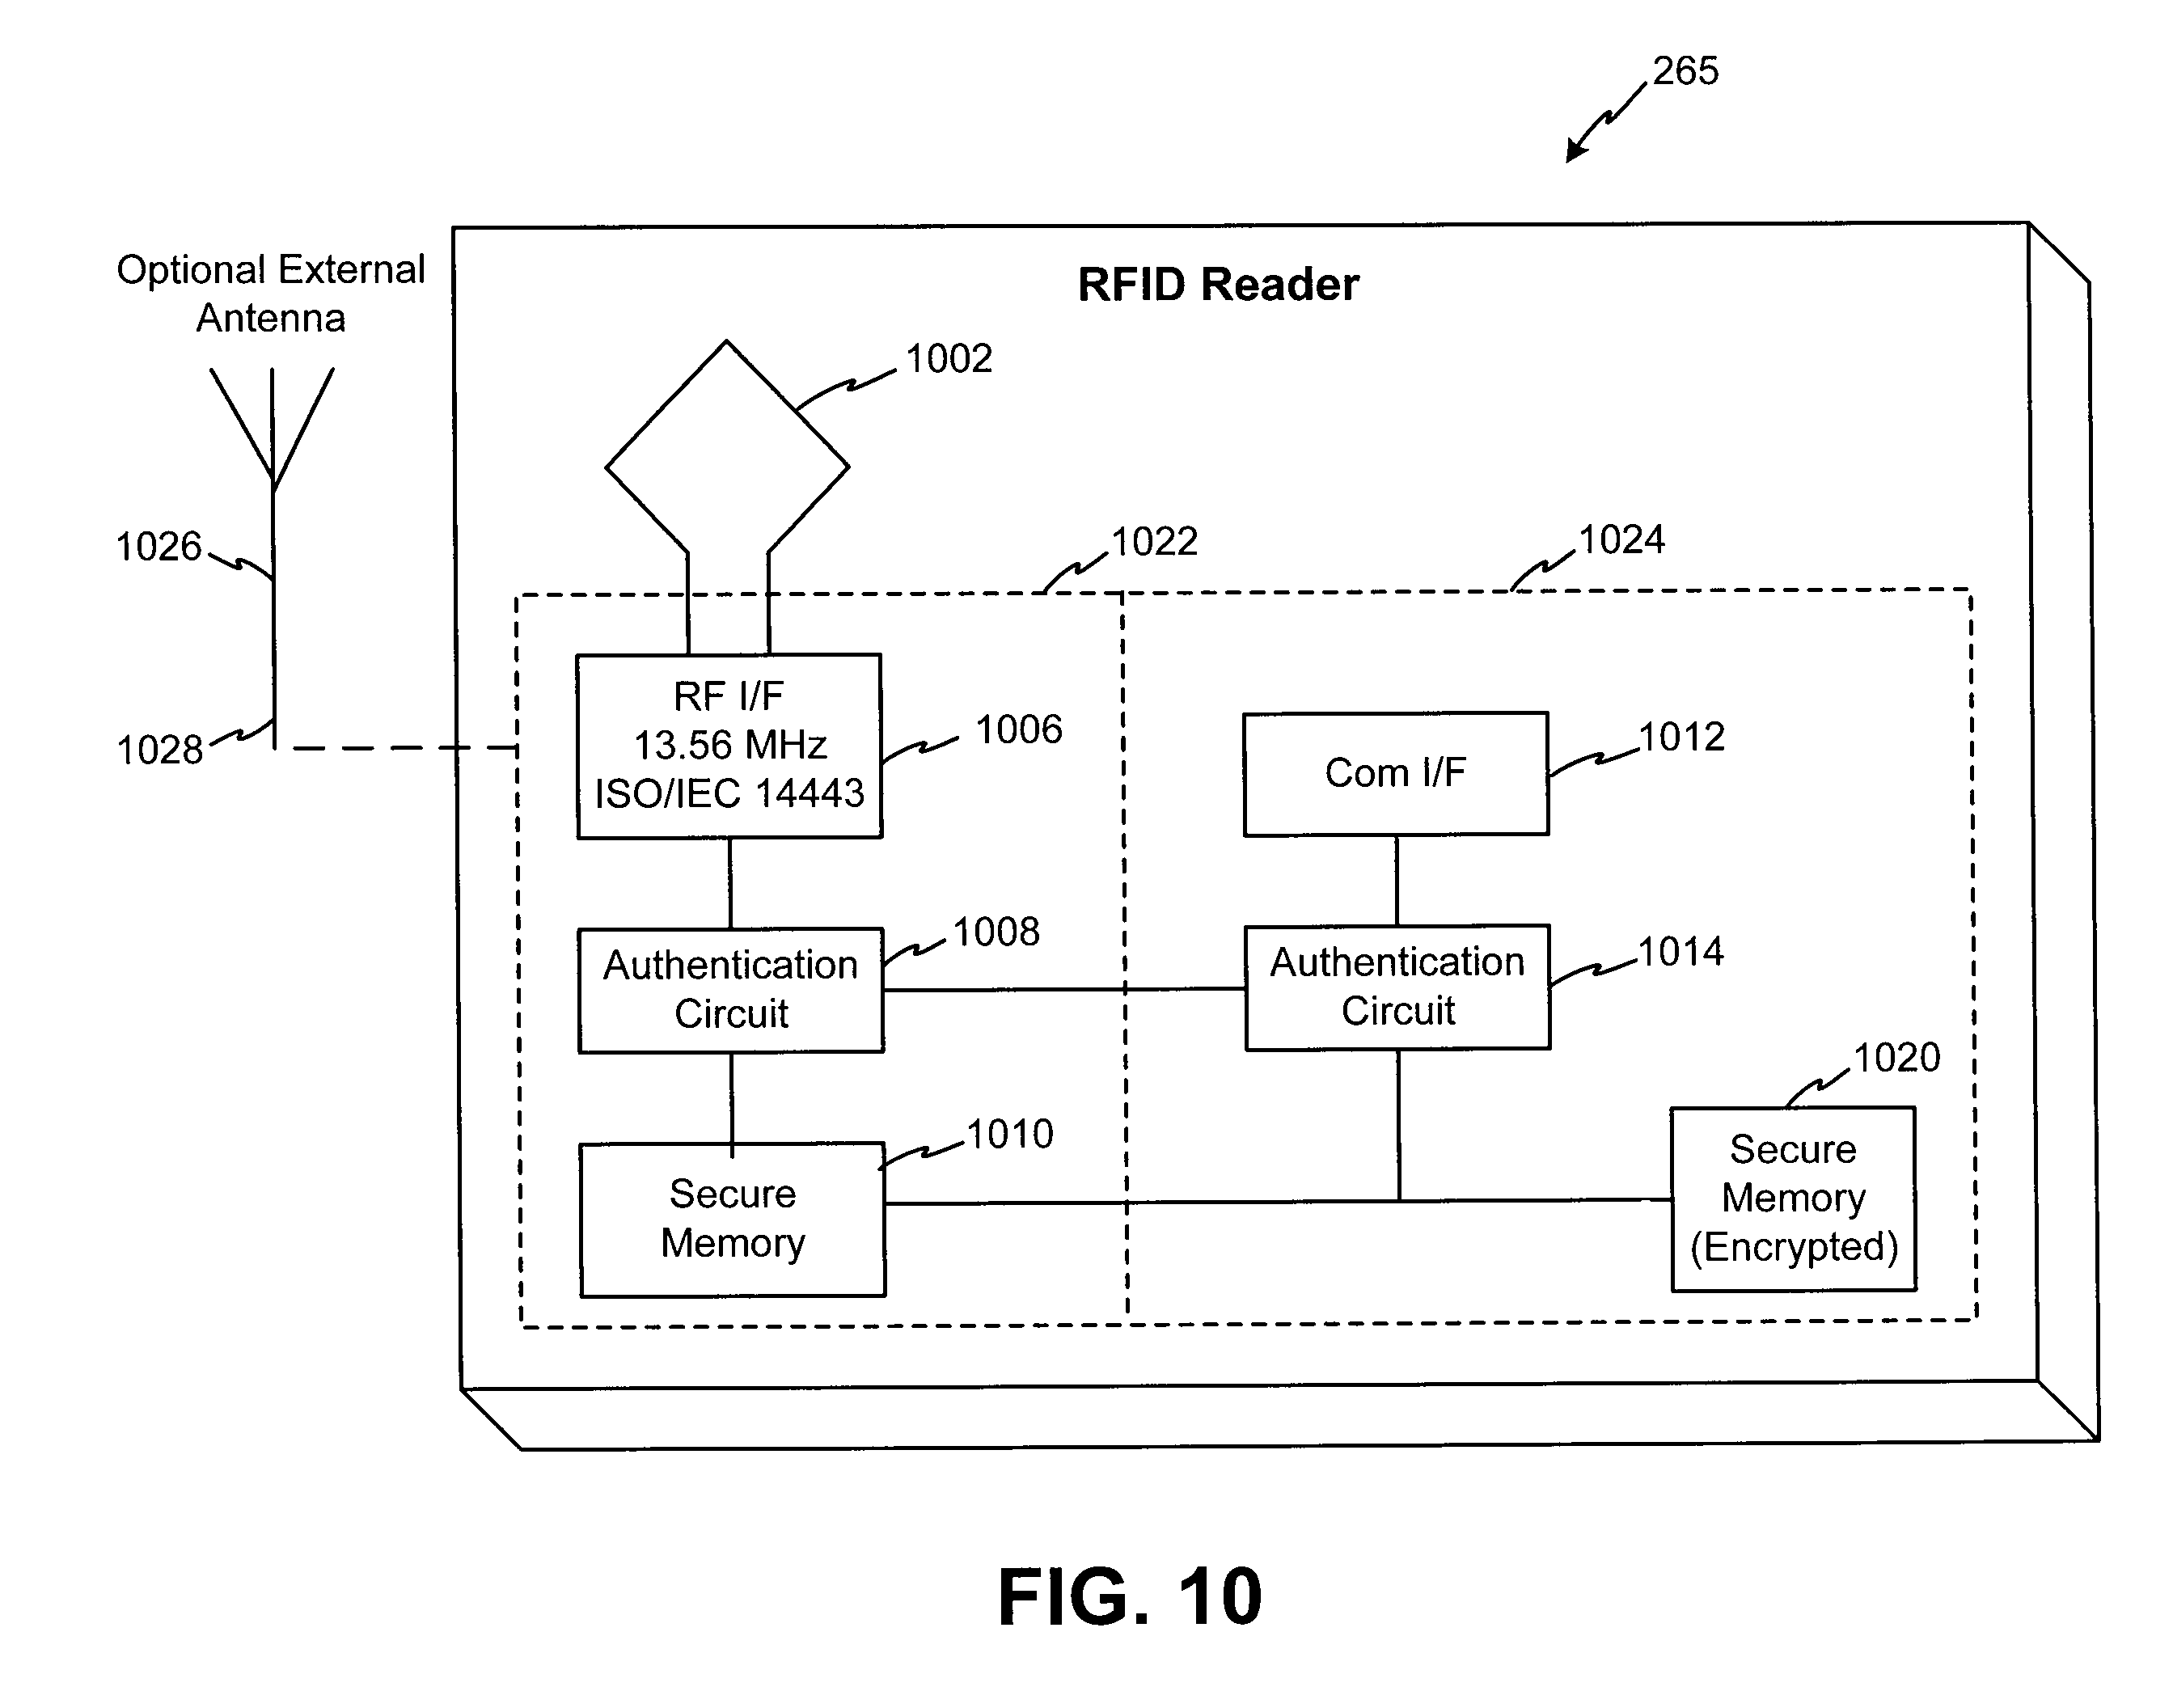 265
Optional External
Antenna
RFID Reader
1002
1026
1022
1024
1028
RF I/F
13.56 MHz
ISO/IEC 14443
1006
Com I/F
1012
Authentication
Circuit
1008
Authentication
Circuit
1014
Secure
Memory
1010
1020
Secure
Memory
(Encrypted)
FIG. 10